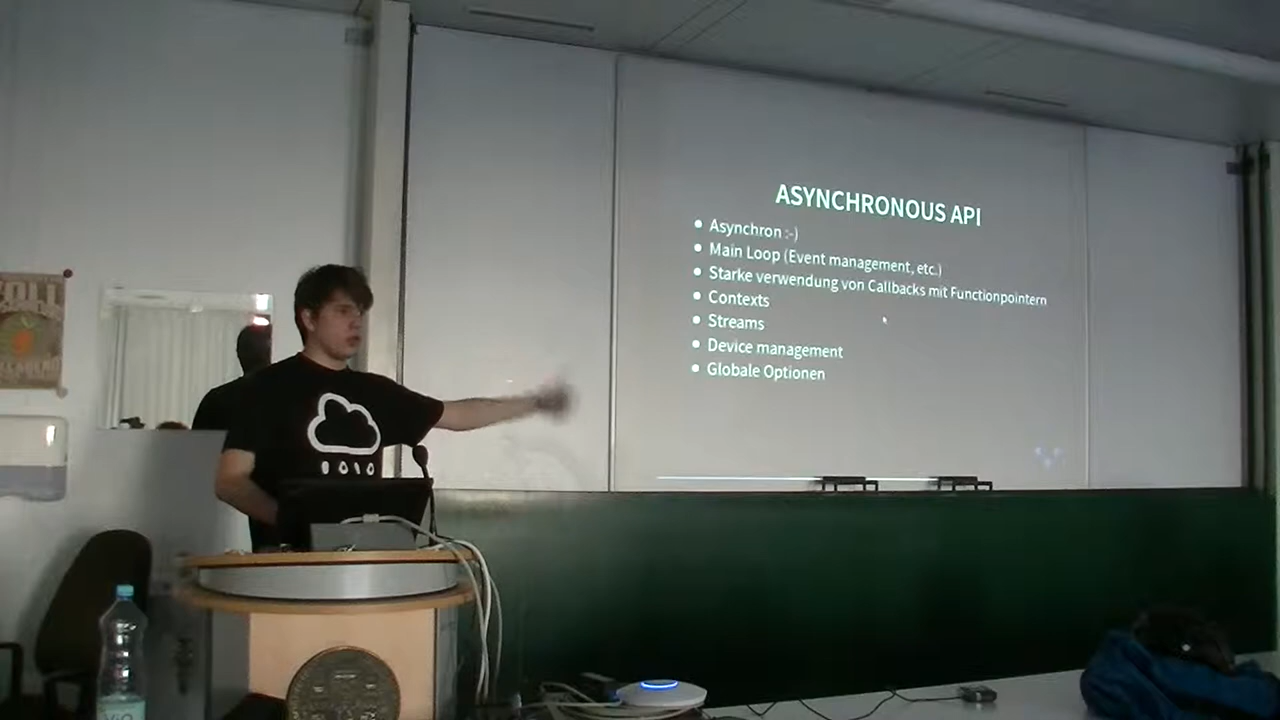 ASYNCHRONOUS API
Asynchron :-)
Main Loop (Event management, etc.)
Starke verwendung von Callbacks mit Functionpointern
Contexts
Streams
Device management
Globale Optionen